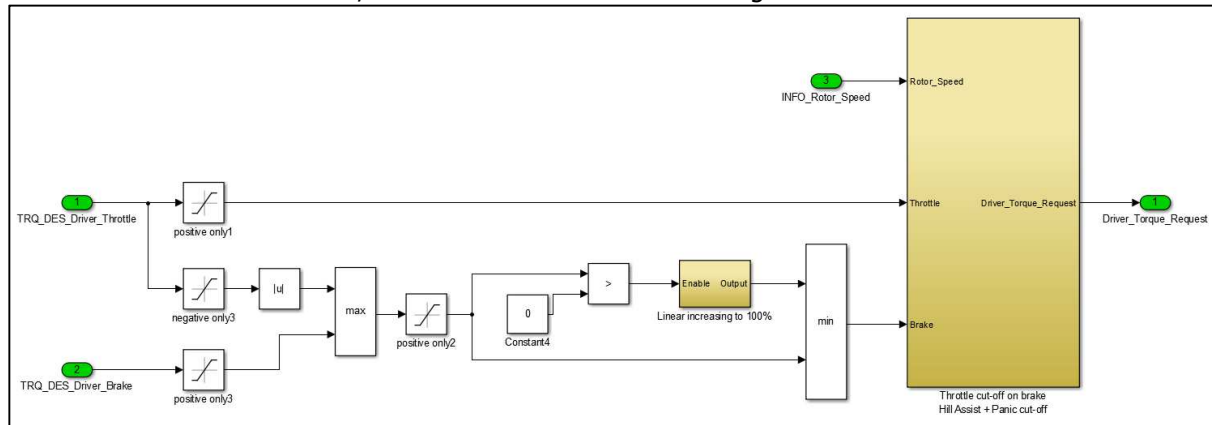 3
INFO_Rotor_Speed
Rotor_Speed
1
TRQ_DES_Driver_Throttle
positive only1
Throttle
Driver_Torque_Request
1
Driver_Torque_Request
negative only3
|u|
max
positive only2
>
0
Constant4
Enable
Output
Linear increasing to 100%
min
Brake
2
TRQ_DES_Driver_Brake
positive only3
Throttle cut-off on brake
Hill Assist + Panic cut-off